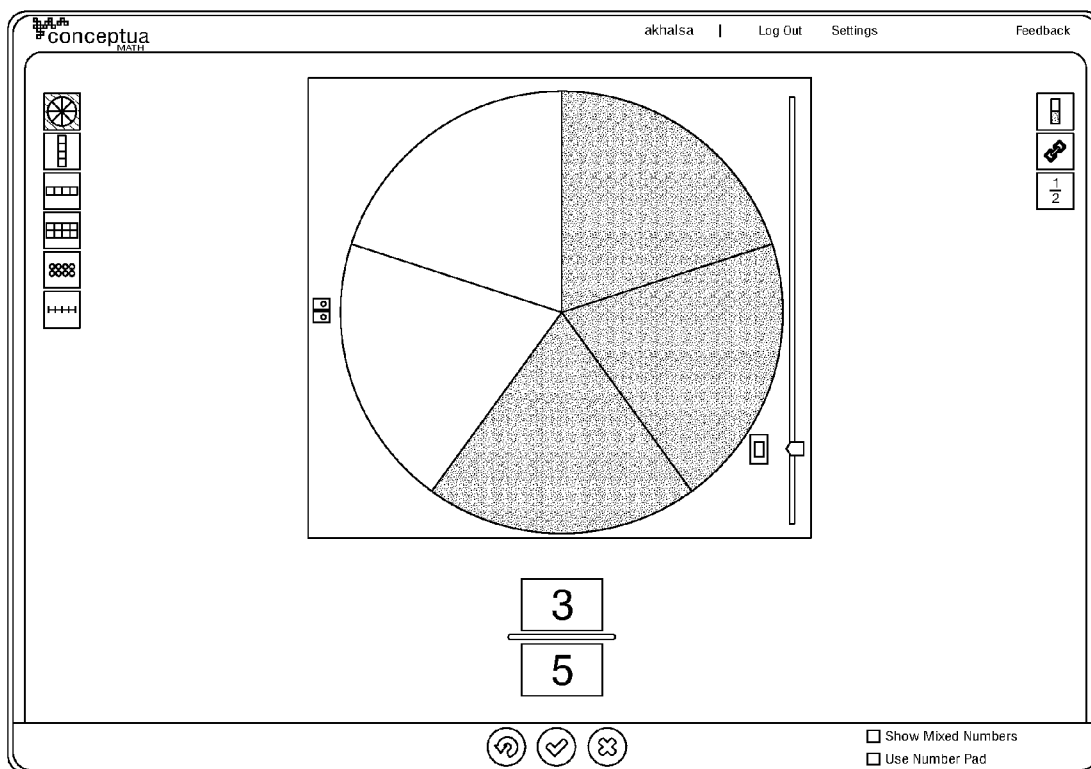 conceptua
MATH
akhalsa | Log Out Settings Feedback
1
2
3
5
Show Mixed Numbers
Use Number Pad